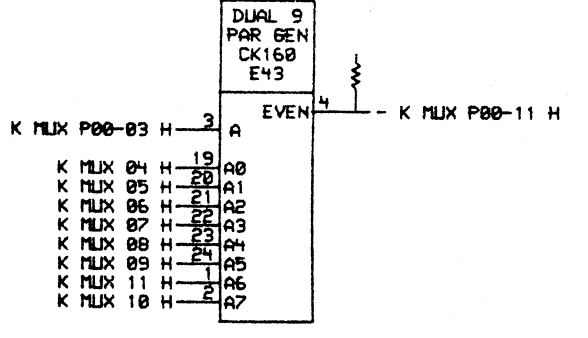 DUAL 9
PAR GEN
CK160
E43
EVEN 4 - K MUX P00-11 H
K MUX P00-03 H 3 A
K MUX 04 H 19 A0
K MUX 05 H 20 A1
K MUX 06 H 21 A2
K MUX 07 H 22 A3
K MUX 08 H 23 A4
K MUX 09 H 24 A5
K MUX 11 H 1 A6
K MUX 10 H 2 A7